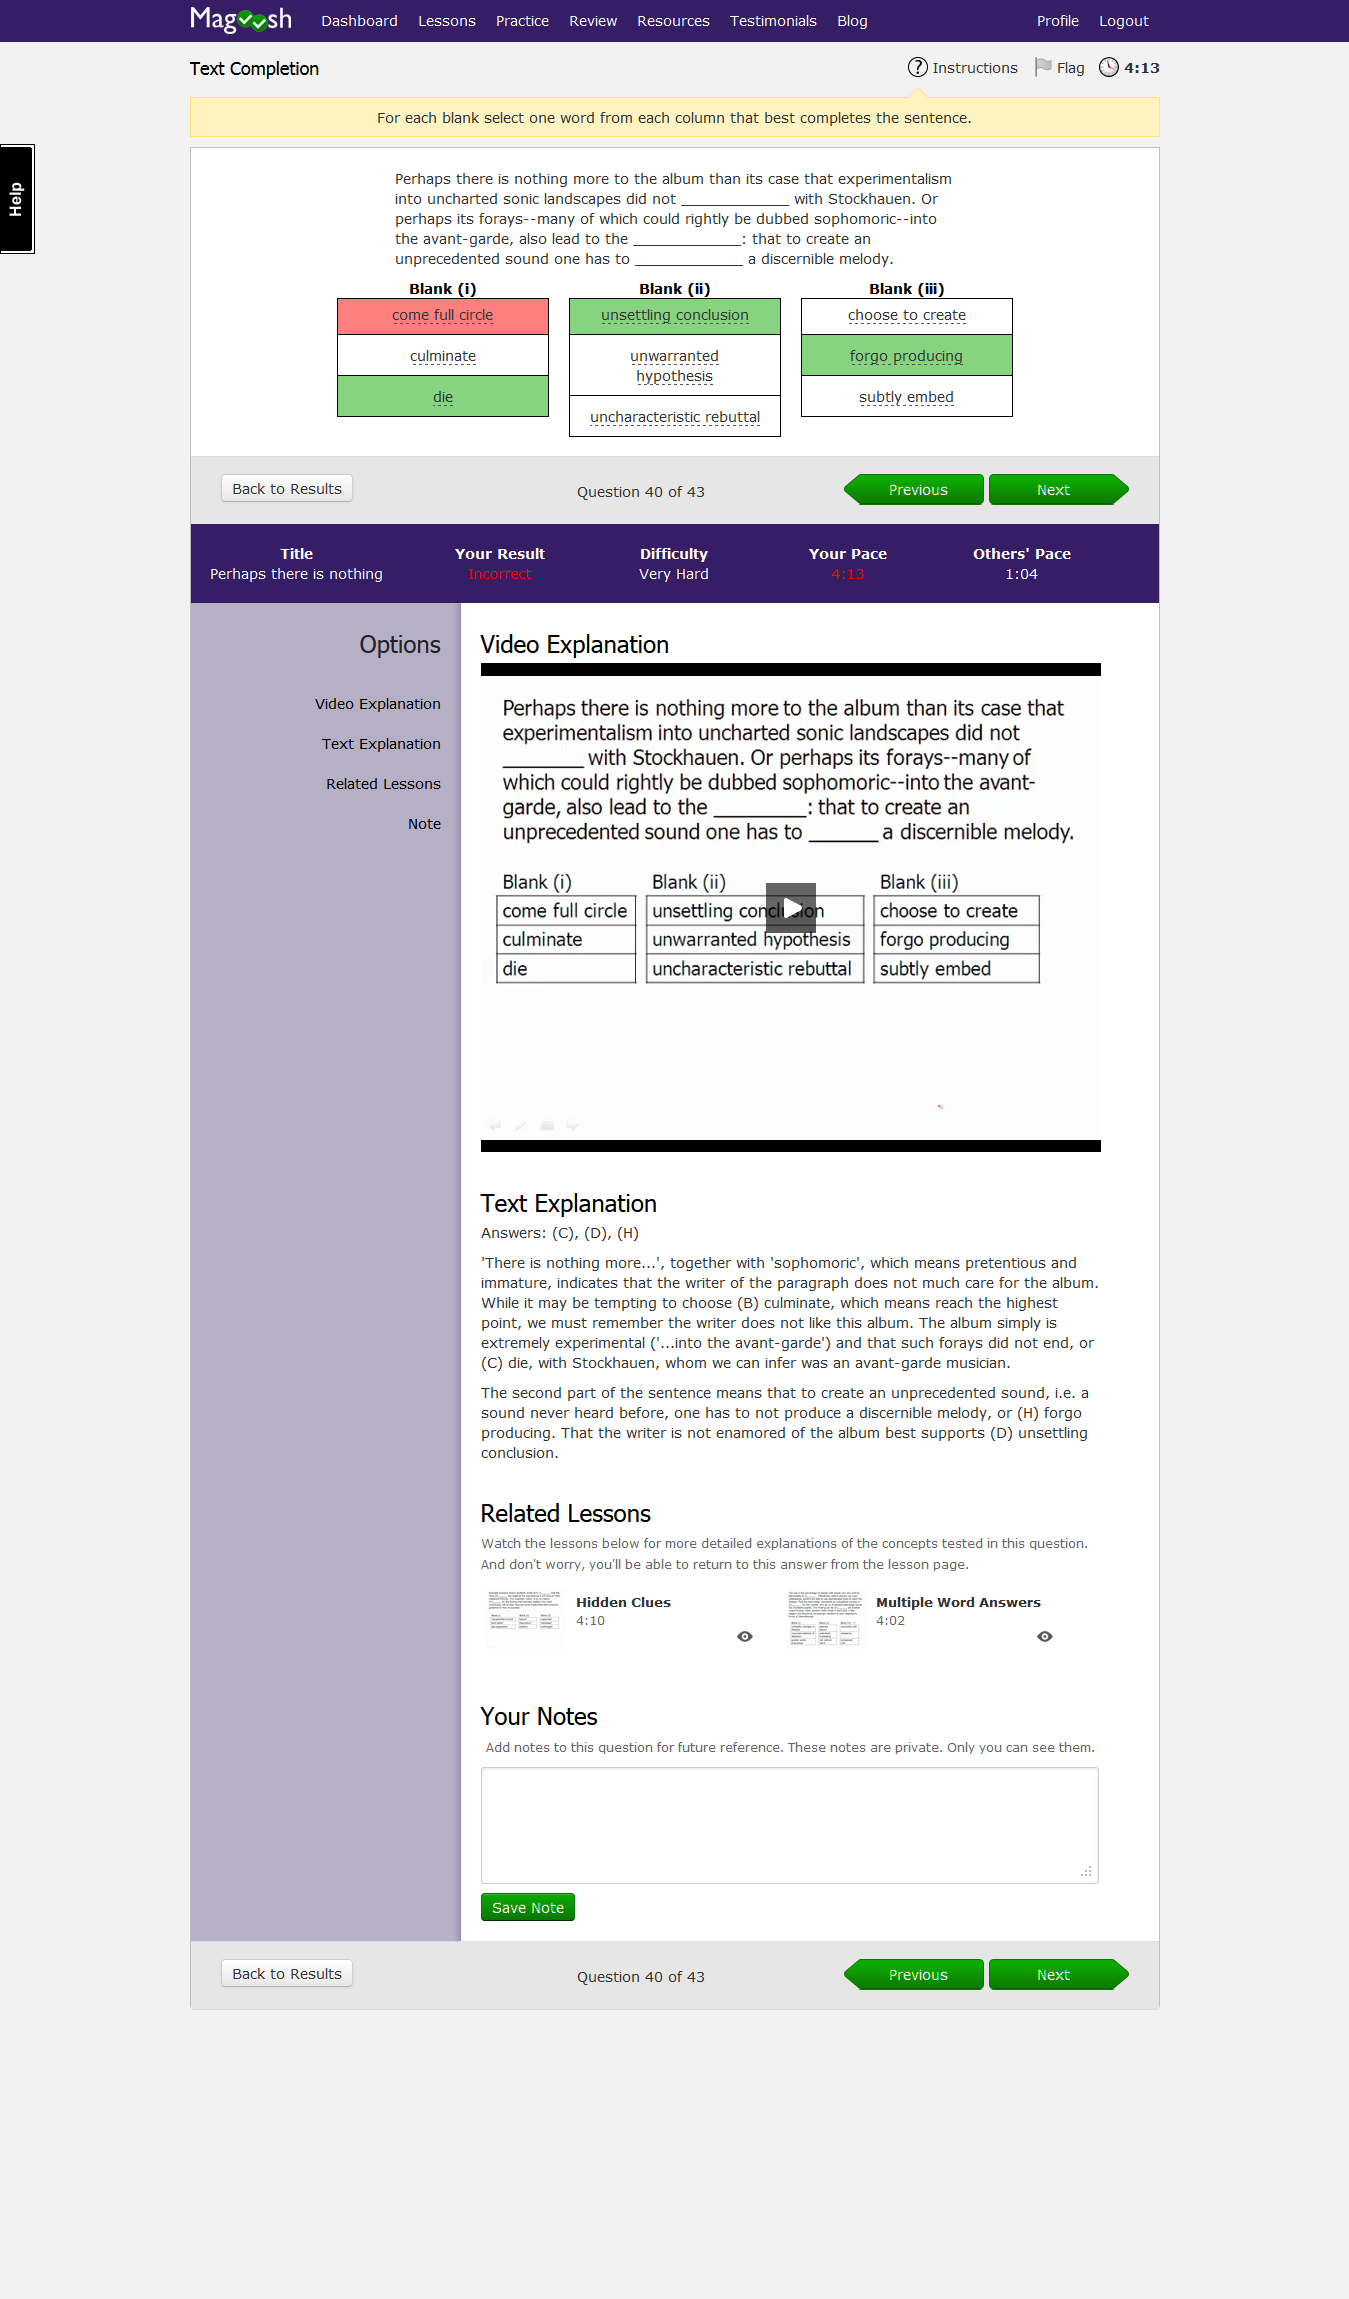 Magoosh Dashboard Lessons Practice Review Resources Testimonials Blog Profile Logout
Text Completion Instructions Flag 4:13
For each blank select one word from each column that best completes the sentence.
Help
Perhaps there is nothing more to the album than its case that experimentalism
into uncharted sonic landscapes did not _____________ with Stockhauen. Or
perhaps its forays--many of which could rightly be dubbed sophomoric--into
the avant-garde, also lead to the _____________: that to create an
unprecedented sound one has to _____________ a discernible melody.
Blank (i) Blank (ii) Blank (iii)
come full circle unsettling conclusion choose to create
culminate unwarranted forgo producing
hypothesis
die subtly embed
uncharacteristic rebuttal
Back to Results Question 40 of 43 Previous Next
Title Your Result Difficulty Your Pace Others' Pace
Perhaps there is nothing Incorrect Very Hard 4:13 1:04
Options
Video Explanation
Text Explanation
Related Lessons
Note
Video Explanation
Perhaps there is nothing more to the album than its case that
experimentalism into uncharted sonic landscapes did not
________ with Stockhauen. Or perhaps its forays--many of
which could rightly be dubbed sophomoric--into the avant-
garde, also lead to the _________: that to create an
unprecedented sound one has to _______ a discernible melody.
Blank (i) Blank (ii) Blank (iii)
come full circle unsettling conclusion choose to create
culminate unwarranted hypothesis forgo producing
die uncharacteristic rebuttal subtly embed
Text Explanation
Answers: (C), (D), (H)
'There is nothing more...', together with 'sophomoric', which means pretentious and
immature, indicates that the writer of the paragraph does not much care for the album.
While it may be tempting to choose (B) culminate, which means reach the highest
point, we must remember the writer does not like this album. The album simply is
extremely experimental ('...into the avant-garde') and that such forays did not end, or
(C) die, with Stockhauen, whom we can infer was an avant-garde musician.
The second part of the sentence means that to create an unprecedented sound, i.e. a
sound never heard before, one has to not produce a discernible melody, or (H) forgo
producing. That the writer is not enamored of the album best supports (D) unsettling
conclusion.
Related Lessons
Watch the lessons below for more detailed explanations of the concepts tested in this question.
And don't worry, you'll be able to return to this answer from the lesson page.
Hidden Clues Multiple Word Answers
4:10 4:02
Your Notes
Add notes to this question for future reference. These notes are private. Only you can see them.
Save Note
Back to Results Question 40 of 43 Previous Next